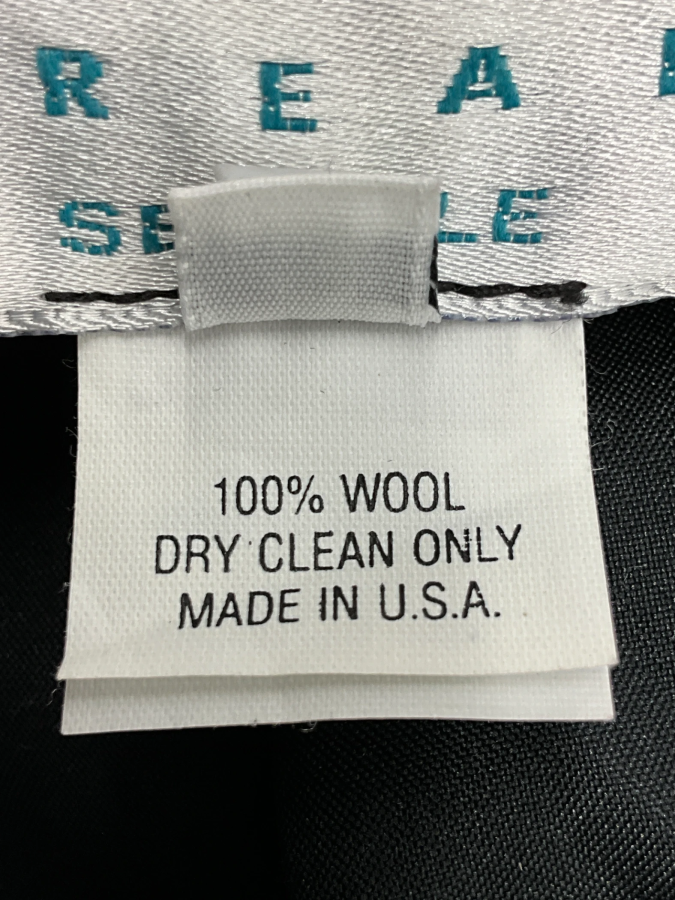 R E A
100% WOOL
DRY CLEAN ONLY
MADE IN U.S.A.